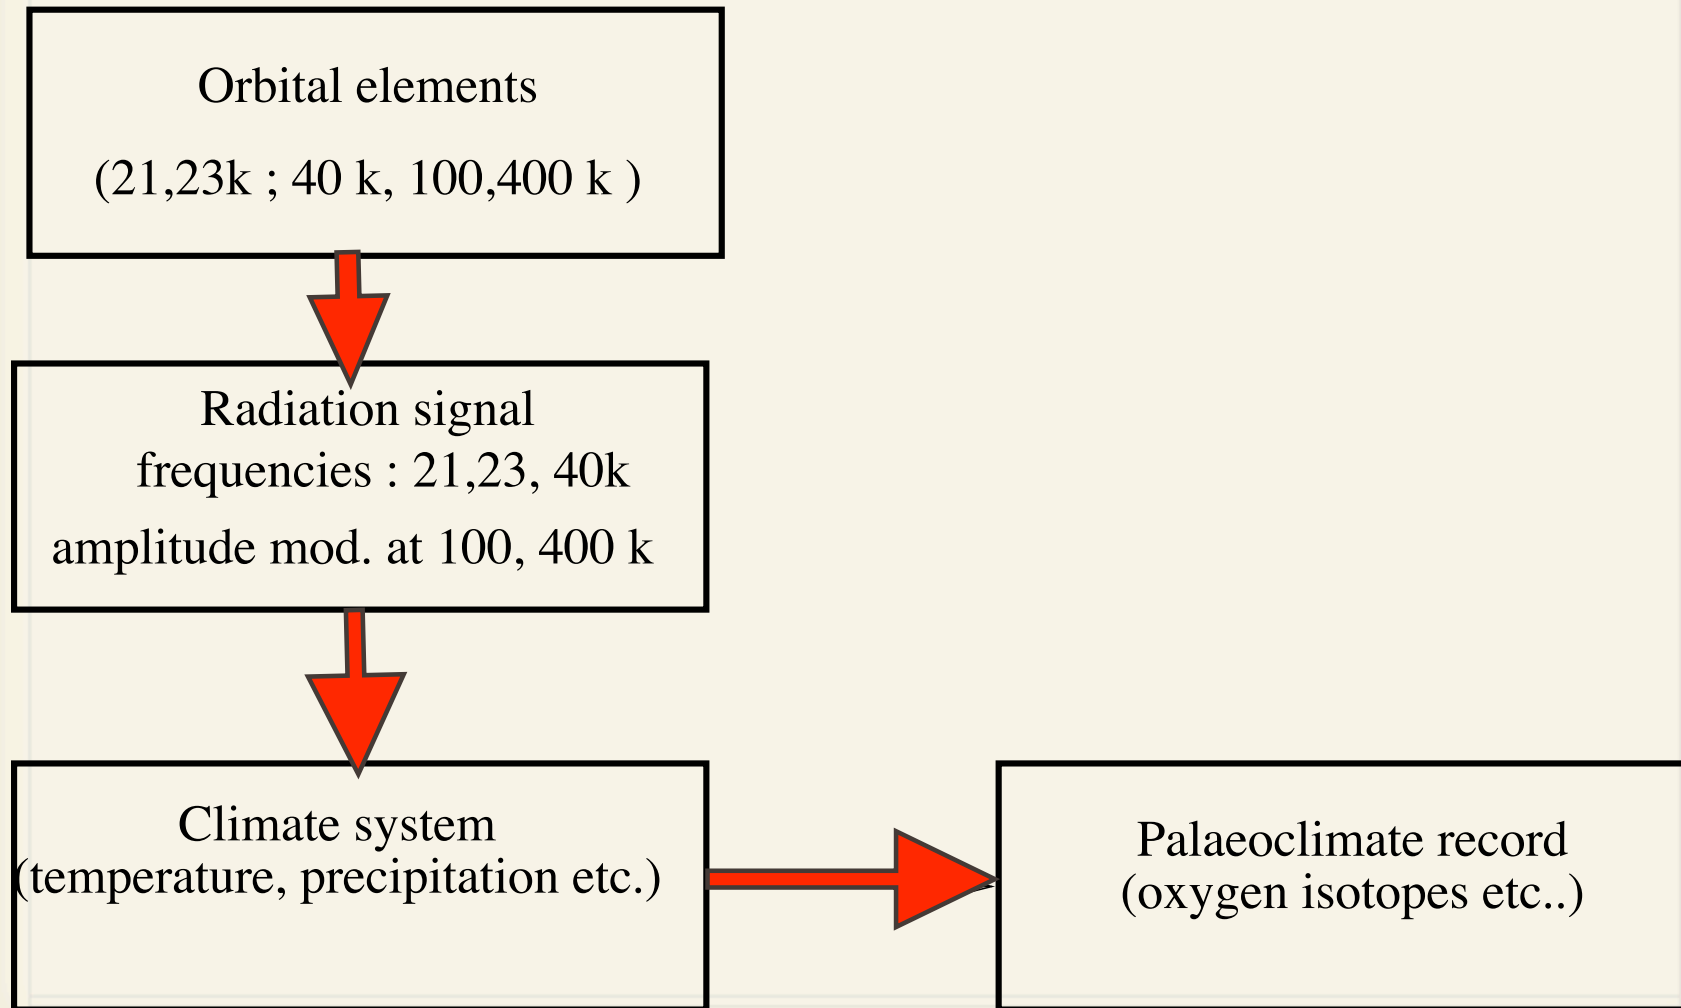 Orbital elements
(21,23k ; 40 k, 100,400 k )
Radiation signal
frequencies : 21,23, 40k
amplitude mod. at 100, 400 k
Climate system
(temperature, precipitation etc.)
Palaeoclimate record
(oxygen isotopes etc..)